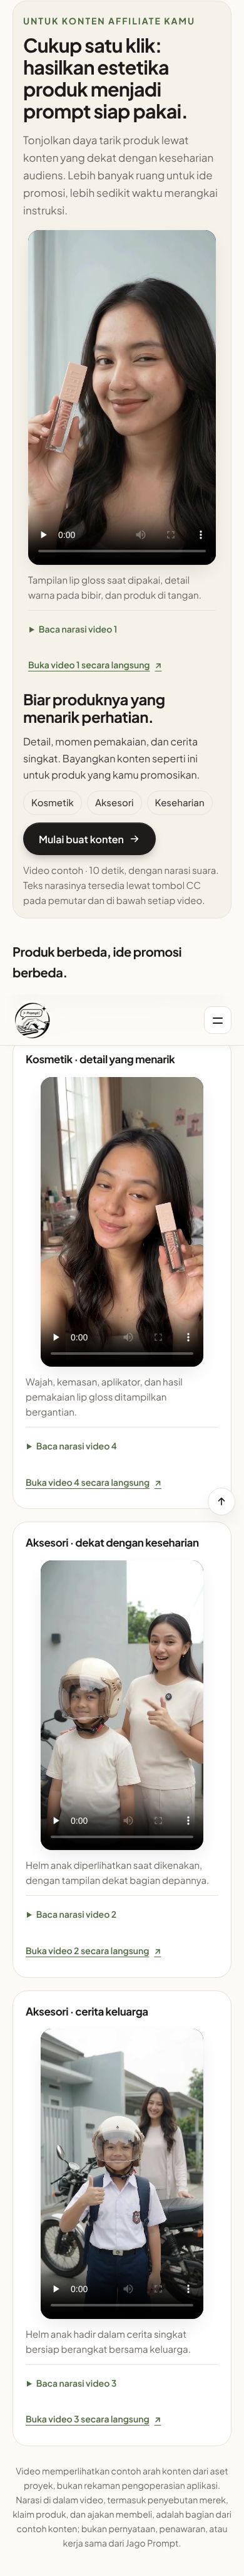 UNTUK KONTEN AFFILIATE KAMU
Cukup satu klik:
hasilkan estetika
produk menjadi
prompt siap pakai.
Tonjolkan daya tarik produk lewat
konten yang dekat dengan keseharian
audiens. Lebih banyak ruang untuk ide
promosi, lebih sedikit waktu merangkai
instruksi.
0:00
Tampilan lip gloss saat dipakai, detail
warna pada bibir, dan produk di tangan.
Baca narasi video 1
Buka video 1 secara langsung
Biar produknya yang
menarik perhatian.
Detail, momen pemakaian, dan cerita
singkat. Bayangkan konten seperti ini
untuk produk yang kamu promosikan.
Kosmetik Aksesori Keseharian
Mulai buat konten →
Video contoh · 10 detik, dengan narasi suara.
Teks narasinya tersedia lewat tombol CC
pada pemutar dan di bawah setiap video.
Produk berbeda, ide promosi
berbeda.
Kosmetik · detail yang menarik
0:00
Wajah, kemasan, aplikator, dan hasil
pemakaian lip gloss ditampilkan
bergantian.
Baca narasi video 4
Buka video 4 secara langsung
Aksesori · dekat dengan keseharian
0:00
Helm anak diperlihatkan saat dikenakan,
dengan tampilan dekat bagian depannya.
Baca narasi video 2
Buka video 2 secara langsung
Aksesori · cerita keluarga
0:00
Helm anak hadir dalam cerita singkat
bersiap berangkat bersama keluarga.
Baca narasi video 3
Buka video 3 secara langsung
Video memperlihatkan contoh arah konten dari aset
proyek, bukan rekaman pengoperasian aplikasi.
Narasi di dalam video, termasuk penyebutan merek,
klaim produk, dan ajakan membeli, adalah bagian dari
contoh konten; bukan pernyataan, penawaran, atau
kerja sama dari Jago Prompt.